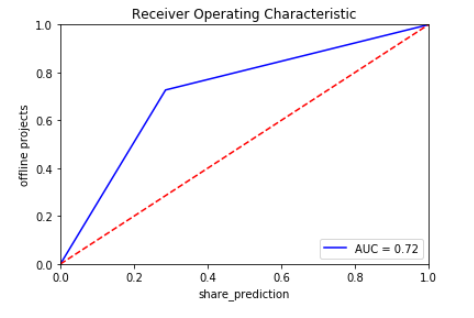 Receiver Operating Characteristic
1.0
0.8
0.6
0.4
0.2
0.0
offline projects
AUC = 0.72
0.0 0.2 0.4 0.6 0.8 1.0
share_prediction